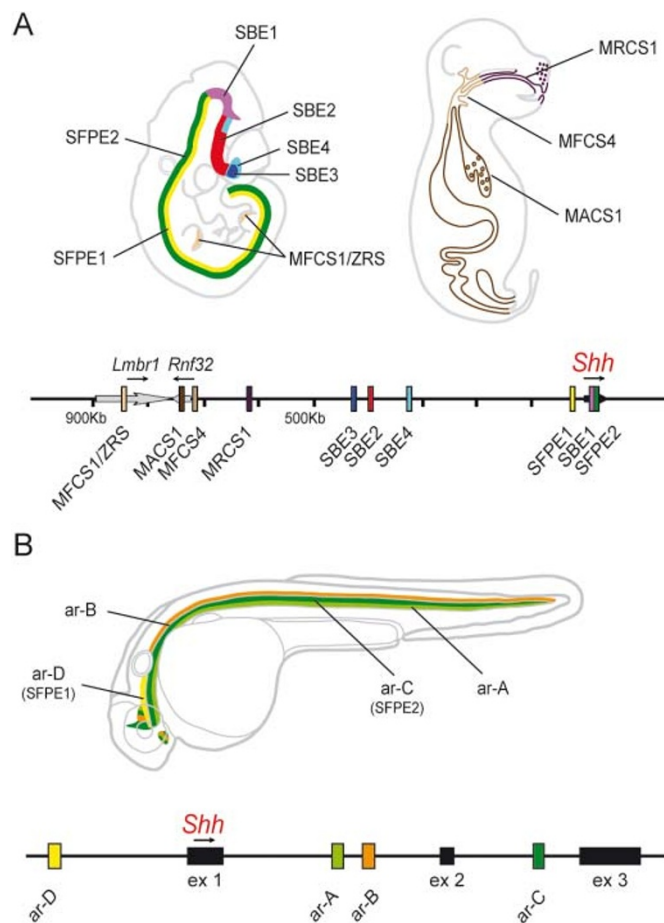 A
SBE1
SBE2
SBE4
SBE3
SFPE2
SFPE1
MFCS1/ZRS
MRCS1
MFCS4
MACS1
Lmbr1 Rnf32
Shh
900Kb
500Kb
MFCS1/ZRS
MACS1
MFCS4
MRCS1
SBE3
SBE2
SBE4
SFPE1
SBE1
SFPE2
B
ar-B
ar-D
(SFPE1)
ar-C
(SFPE2)
ar-A
Shh
ex 1
ex 2
ex 3
ar-D
ar-A
ar-B
ar-C